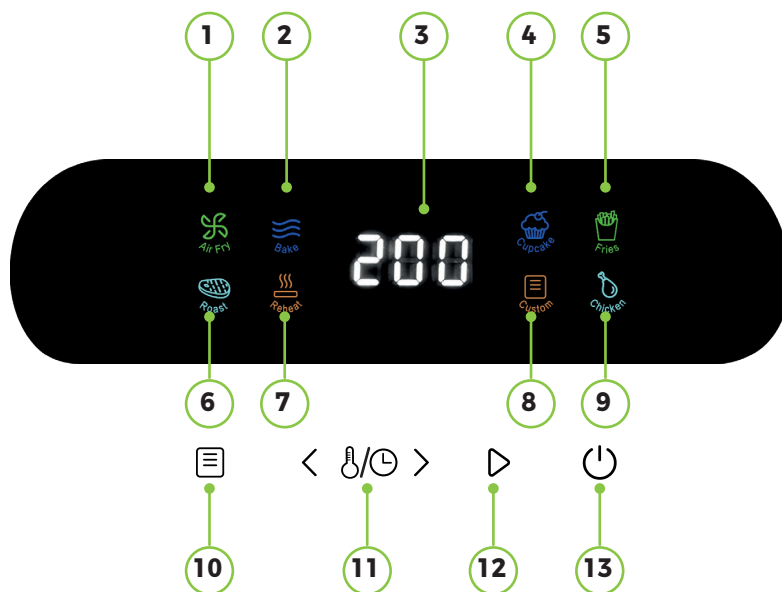 1 2 3 4 5
Air Fry Bake 200 Cupcake Fries
Roast Reheat Custom Chicken
6 7 8 9
10 11 12 13